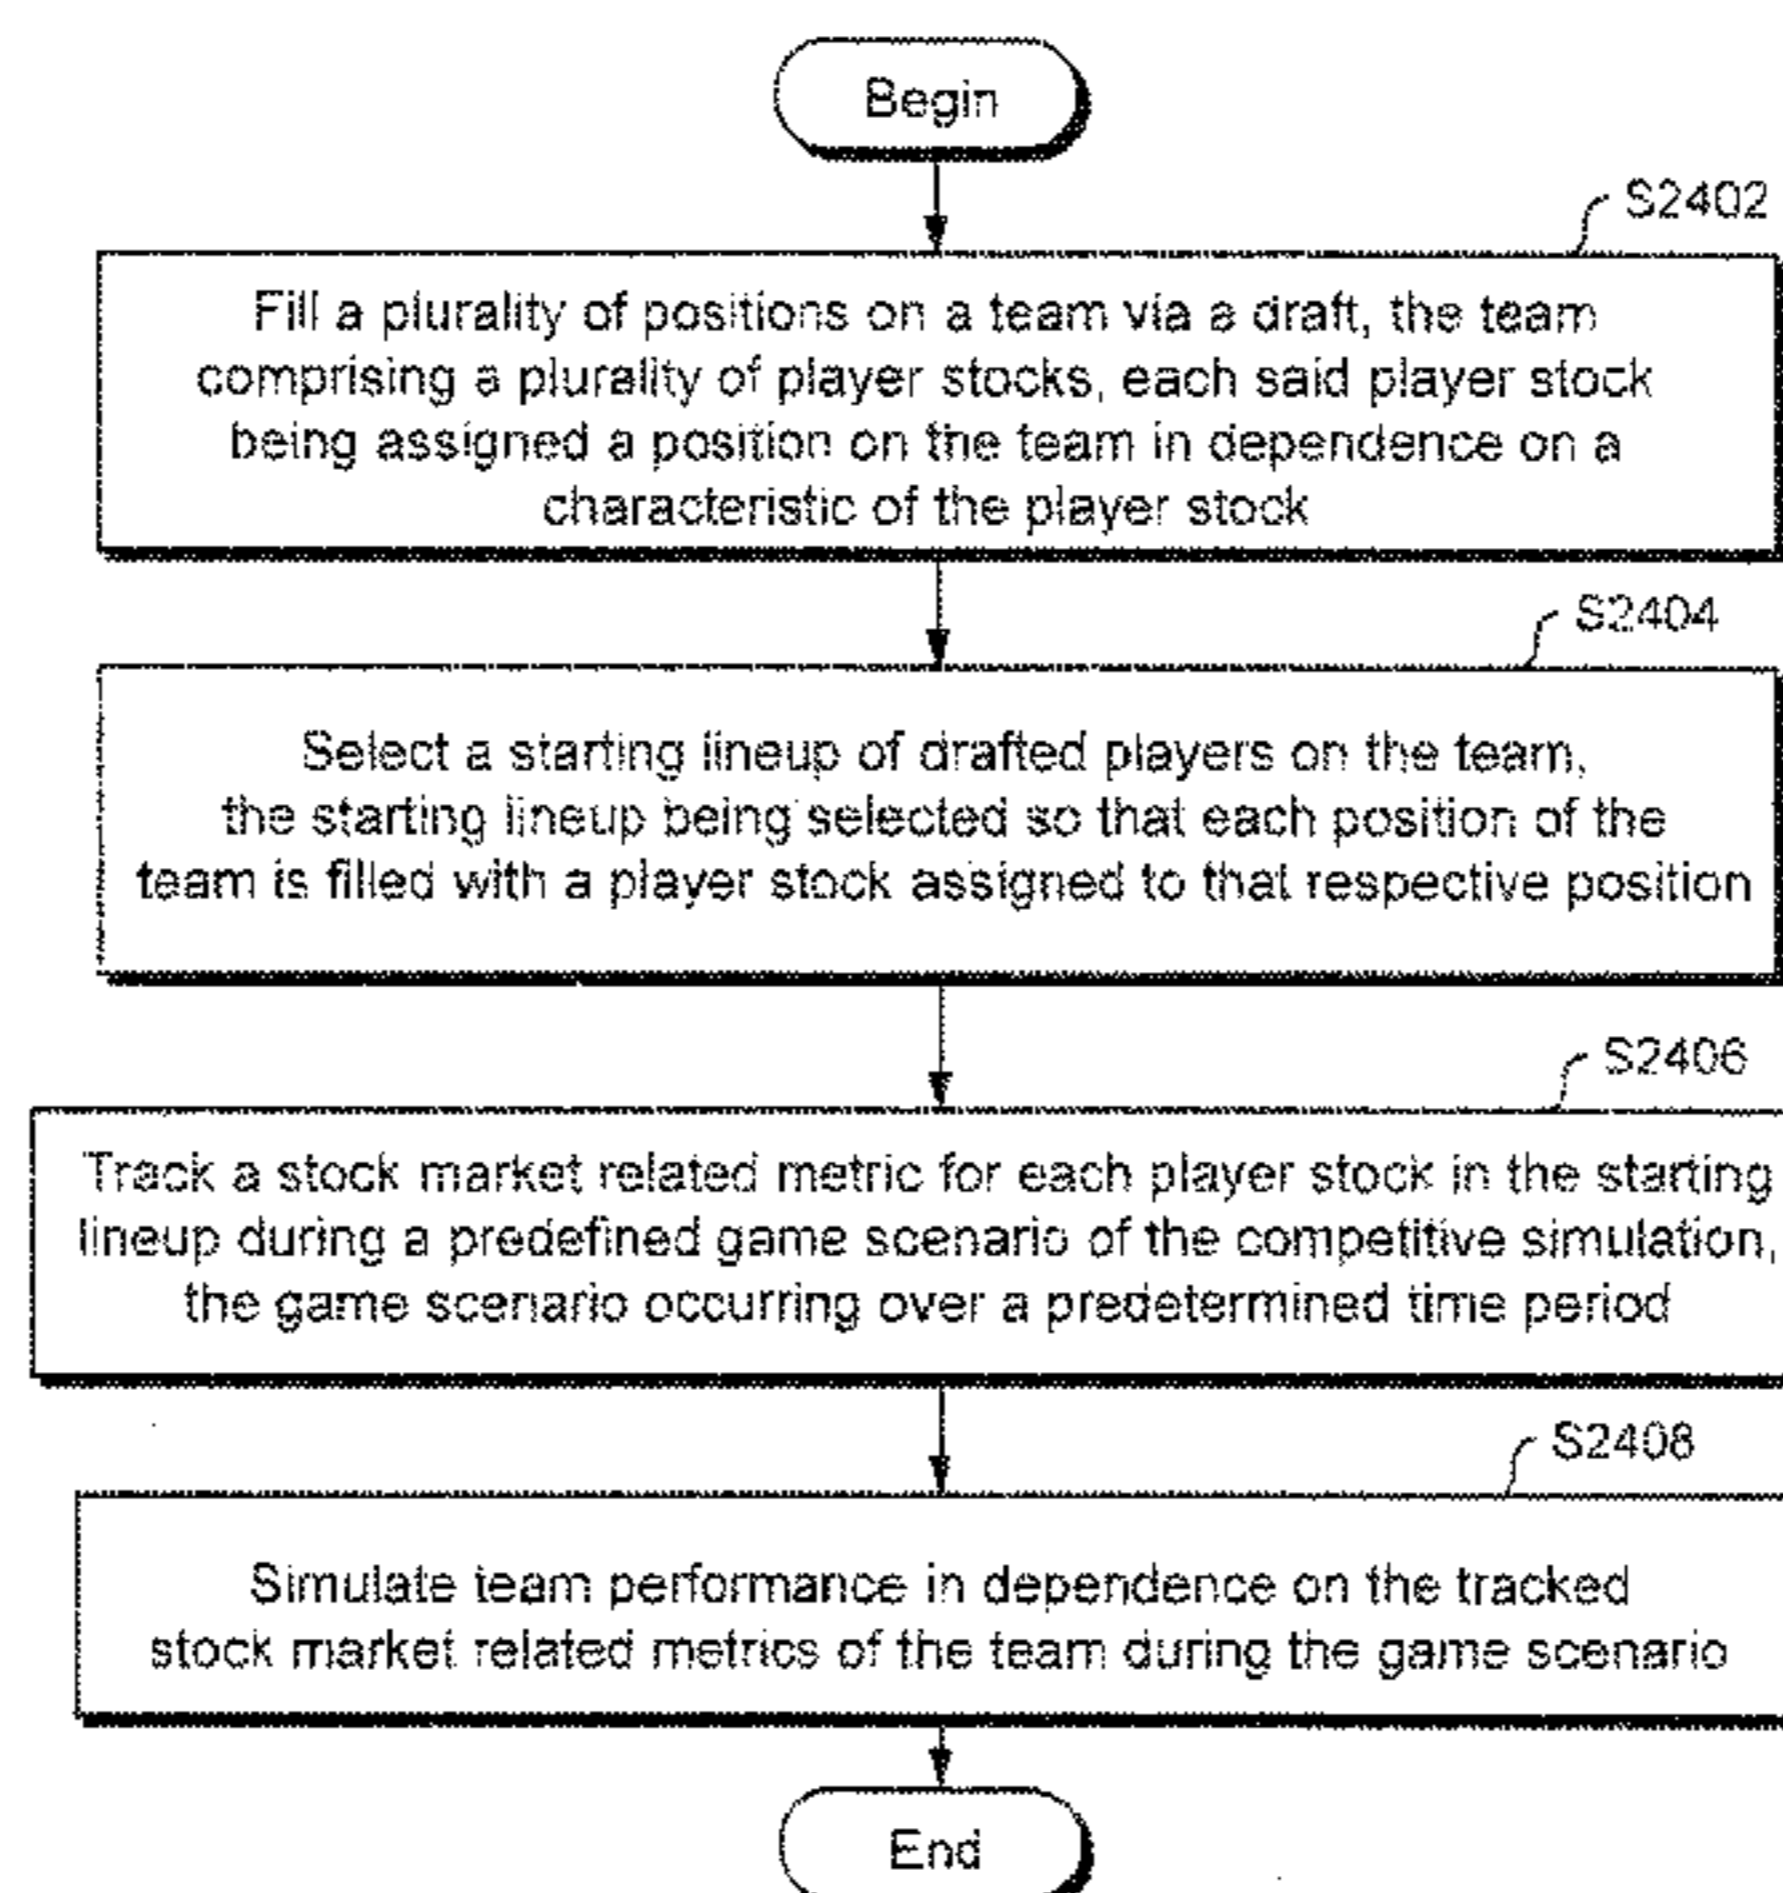 Begin
S2402
Fill a plurality of positions on a team via a draft, the team
comprising a plurality of player stocks, each said player stock
being assigned a position on the team in dependence on a
characteristic of the player stock
S2404
Select a starting lineup of drafted players on the team,
the starting lineup being selected so that each position of the
team is filled with a player stock assigned to that respective position
S2406
Track a stock market related metric for each player stock in the starting
lineup during a predefined game scenario of the competitive simulation,
the game scenario occurring over a predetermined time period
S2408
Simulate team performance in dependence on the tracked
stock market related metrics of the team during the game scenario
End